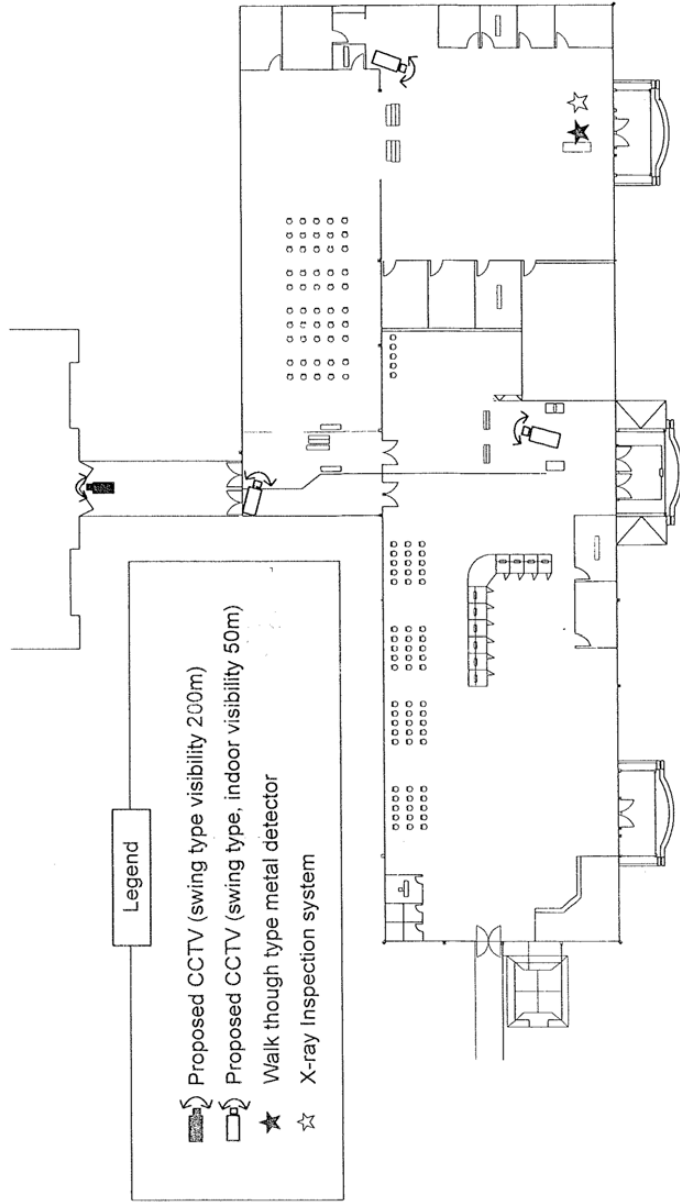 Legend
Proposed CCTV (swing type visibility 200m)
Proposed CCTV (swing type, indoor visibility 50m)
Walk though type metal detector
X-ray Inspection system